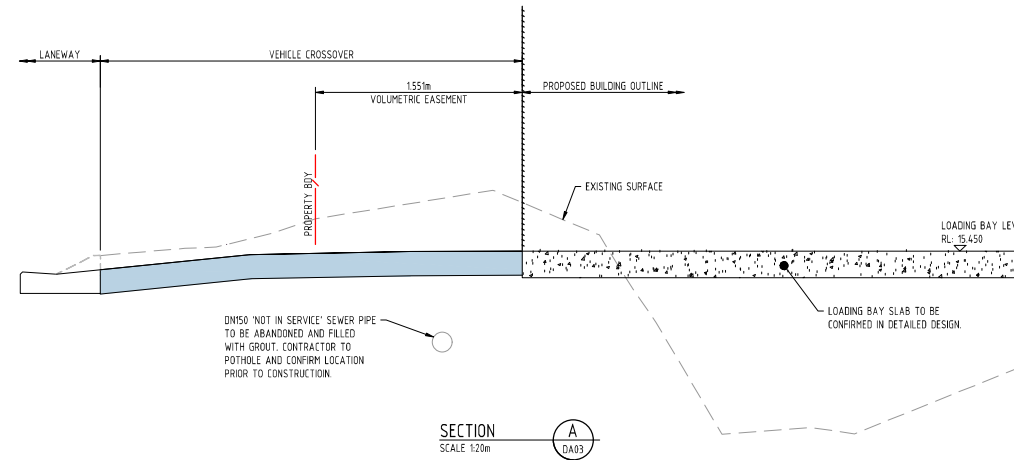 LANEWAY
VEHICLE CROSSOVER
1.551m
VOLUMETRIC EASEMENT
PROPOSED BUILDING OUTLINE
PROPERTY BDY
EXISTING SURFACE
LOADING BAY LEV
RL: 15.450
DN150 'NOT IN SERVICE' SEWER PIPE
TO BE ABANDONED AND FILLED
WITH GROUT. CONTRACTOR TO
POTHOLE AND CONFIRM LOCATION
PRIOR TO CONSTRUCTIOIN.
LOADING BAY SLAB TO BE
CONFIRMED IN DETAILED DESIGN.
SECTION
SCALE 1:20m
A
DA03